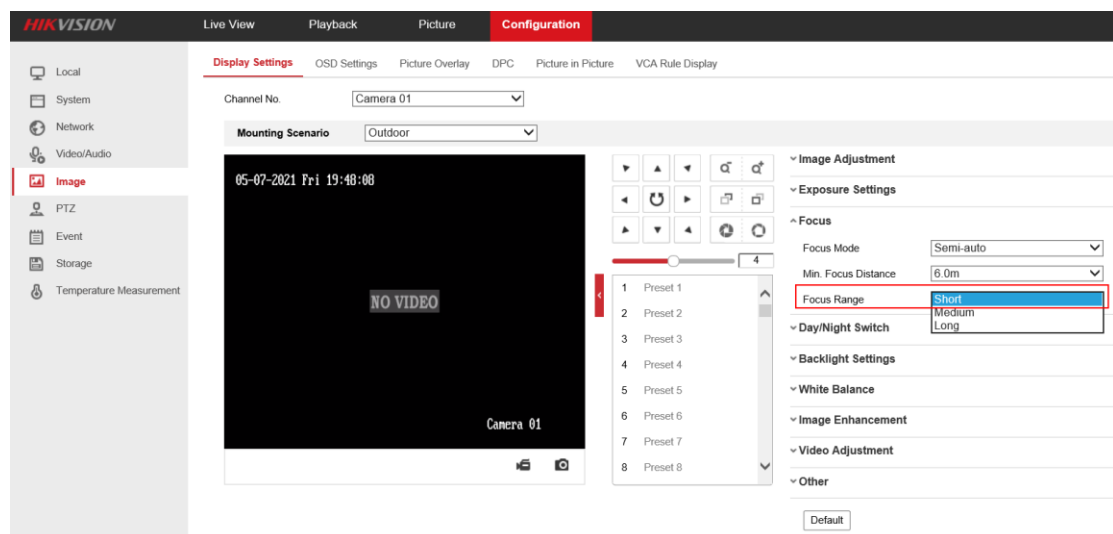 HIKVISION
Live View Playback Picture Configuration
Local
System
Network
Video/Audio
Image
PTZ
Event
Storage
Temperature Measurement
Display Settings OSD Settings Picture Overlay DPC Picture in Picture VCA Rule Display
Channel No. Camera 01
Mounting Scenario Outdoor
05-07-2021 Fri 19:48:08
NO VIDEO
Camera 01
4
1 Preset 1
2 Preset 2
3 Preset 3
4 Preset 4
5 Preset 5
6 Preset 6
7 Preset 7
8 Preset 8
Image Adjustment
Exposure Settings
Focus
Focus Mode Semi-auto
Min. Focus Distance 6.0m
Focus Range Short
Medium
Long
Day/Night Switch
Backlight Settings
White Balance
Image Enhancement
Video Adjustment
Other
Default